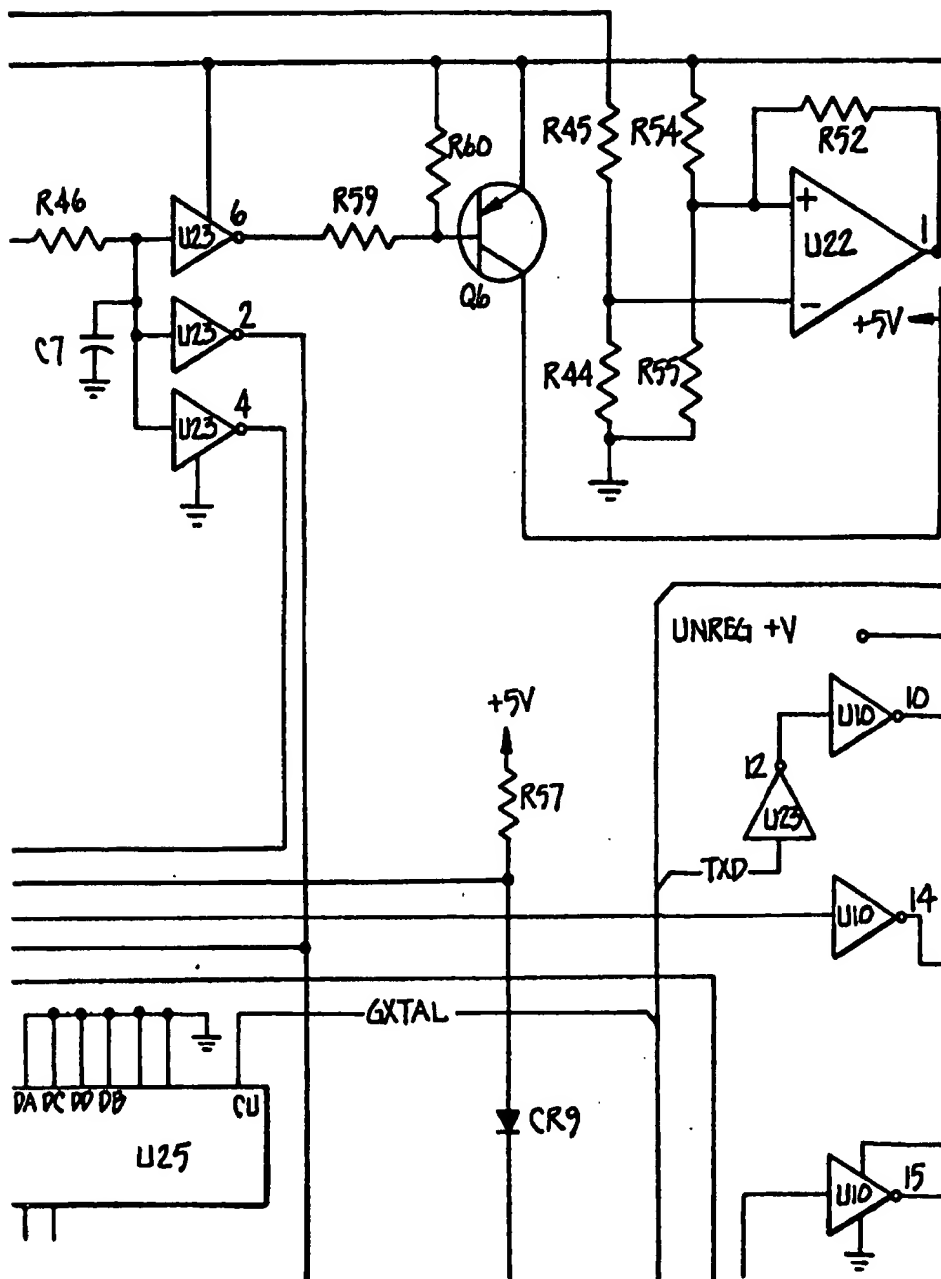 R45
R54
R52
R60
R46
R59
6
U23
+
U22
1
Q6
−
C7
U23
2
+5V
R44
R55
U23
4
UNREG +V
+5V
U10
10
12
R57
U23
TXD
U10
14
GXTAL
DA DC DD DB
CU
CR9
U25
U10
15